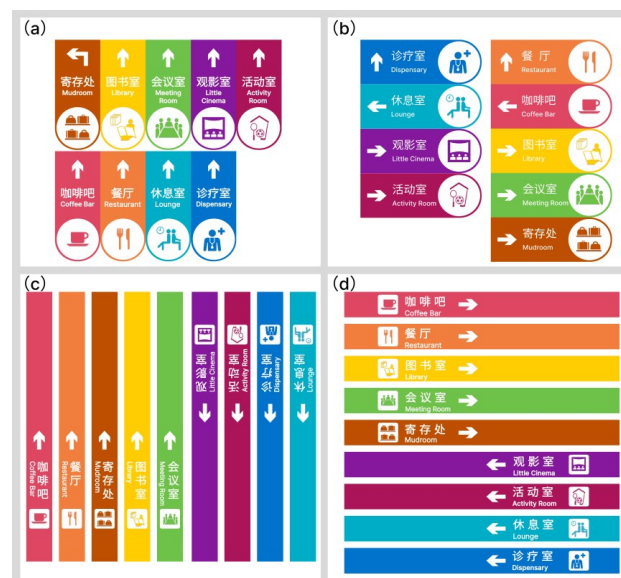 (a)
寄存处
Mudroom
图书室
Library
会议室
Meeting
Room
观影室
Little
Cinema
活动室
Activity
Room
咖啡吧
Coffee Bar
餐厅
Restaurant
休息室
Lounge
诊疗室
Dispensary
(b)
诊疗室
Dispensary
休息室
Lounge
观影室
Little Cinema
活动室
Activity Room
餐厅
Restaurant
咖啡吧
Coffee Bar
图书室
Library
会议室
Meeting Room
寄存处
Mudroom
(c)
咖啡吧
Coffee Bar
餐厅
Restaurant
寄存处
Mudroom
图书室
Library
会议室
Meeting Room
观影室
Little Cinema
活动室
Activity Room
诊疗室
Dispensary
休息室
Lounge
(d)
咖啡吧
Coffee Bar
餐厅
Restaurant
图书室
Library
会议室
Meeting Room
寄存处
Mudroom
观影室
Little Cinema
活动室
Activity Room
休息室
Lounge
诊疗室
Dispensary